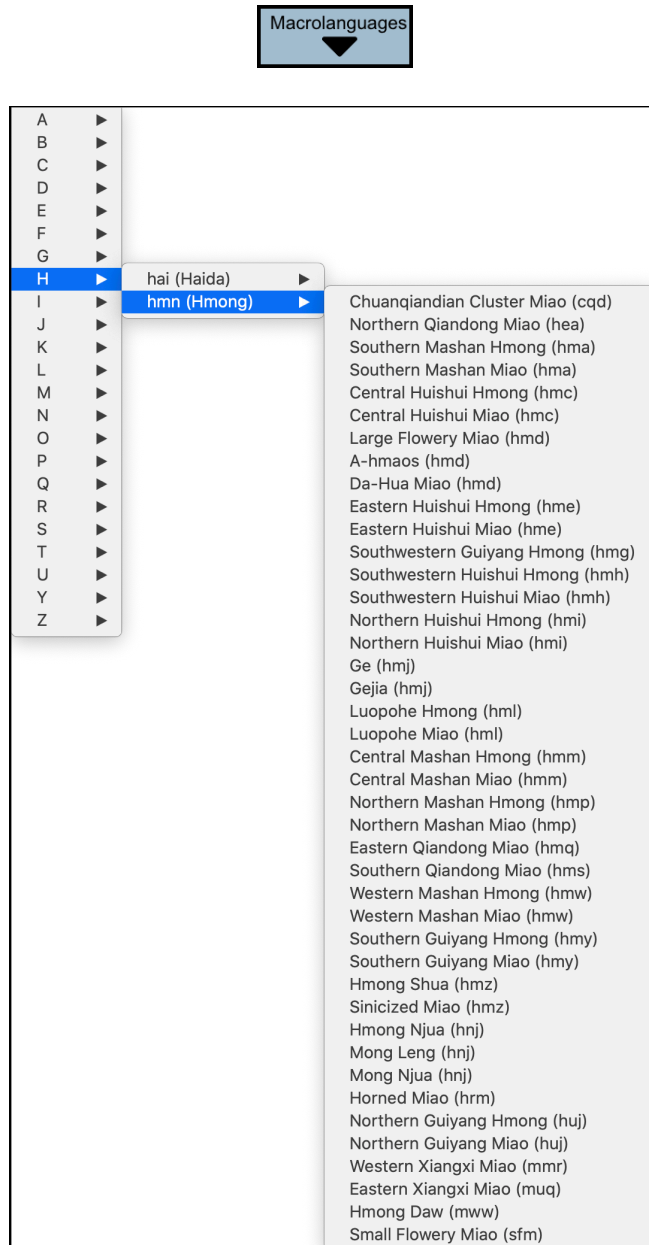 Macrolanguages
A
B
C
D
E
F
G
H
I
J
K
L
M
N
O
P
Q
R
S
T
U
Y
Z
hai (Haida)
hmn (Hmong)
Chuanqiandian Cluster Miao (cqd)
Northern Qiandong Miao (hea)
Southern Mashan Hmong (hma)
Southern Mashan Miao (hma)
Central Huishui Hmong (hmc)
Central Huishui Miao (hmc)
Large Flowery Miao (hmd)
A-hmaos (hmd)
Da-Hua Miao (hmd)
Eastern Huishui Hmong (hme)
Eastern Huishui Miao (hme)
Southwestern Guiyang Hmong (hmg)
Southwestern Huishui Hmong (hmh)
Southwestern Huishui Miao (hmh)
Northern Huishui Hmong (hmi)
Northern Huishui Miao (hmi)
Ge (hmj)
Gejia (hmj)
Luopohe Hmong (hml)
Luopohe Miao (hml)
Central Mashan Hmong (hmm)
Central Mashan Miao (hmm)
Northern Mashan Hmong (hmp)
Northern Mashan Miao (hmp)
Eastern Qiandong Miao (hmq)
Southern Qiandong Miao (hms)
Western Mashan Hmong (hmw)
Western Mashan Miao (hmw)
Southern Guiyang Hmong (hmy)
Southern Guiyang Miao (hmy)
Hmong Shua (hmz)
Sinicized Miao (hmz)
Hmong Njua (hnj)
Mong Leng (hnj)
Mong Njua (hnj)
Horned Miao (hrm)
Northern Guiyang Hmong (huj)
Northern Guiyang Miao (huj)
Western Xiangxi Miao (mmr)
Eastern Xiangxi Miao (muq)
Hmong Daw (mww)
Small Flowery Miao (sfm)